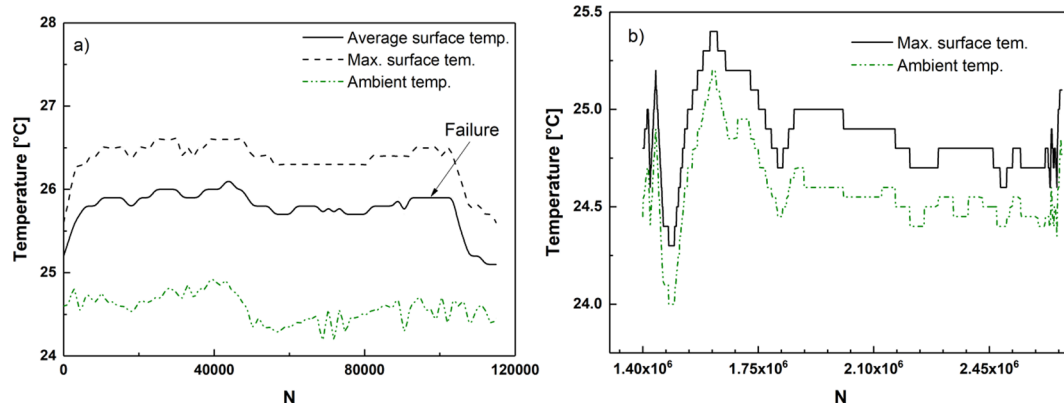 a)
Average surface temp.
Max. surface tem.
Ambient temp.
Failure
Temperature [°C]
28
27
26
25
24
0
40000
80000
120000
N
b)
Max. surface tem.
Ambient temp.
Temperature [°C]
25.5
25.0
24.5
24.0
1.40x10⁶
1.75x10⁶
2.10x10⁶
2.45x10⁶
N